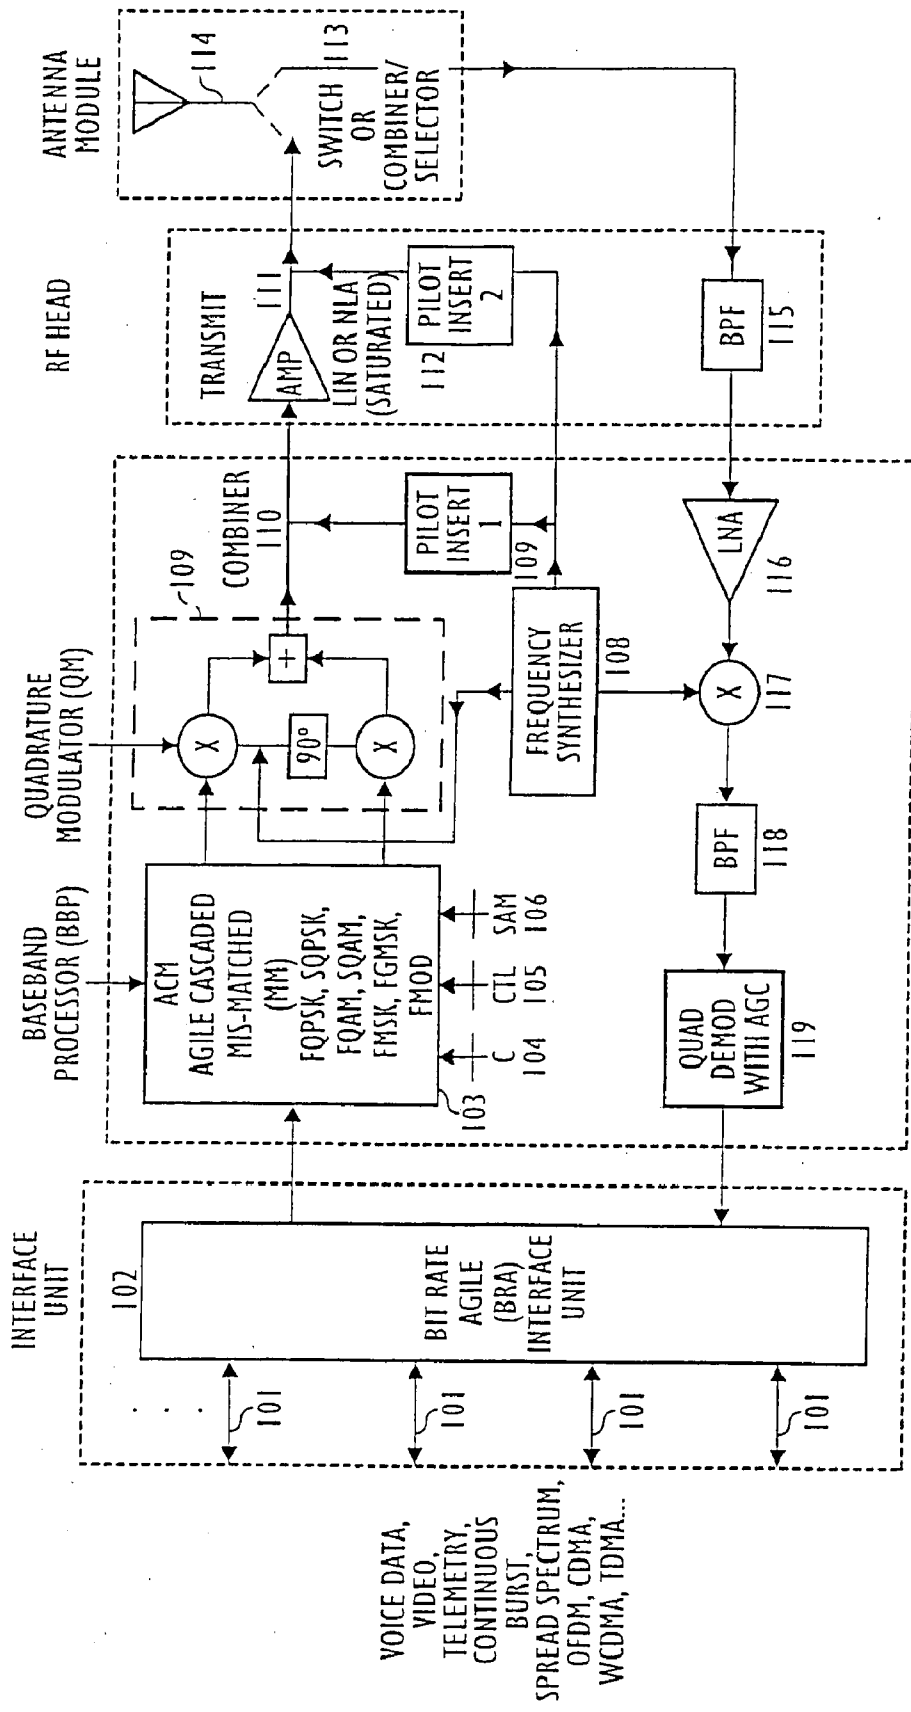 VOICE DATA,
VIDEO,
TELEMETRY,
CONTINUOUS
BURST,
SPREAD SPECTRUM,
OFDM, CDMA,
WCDMA, TDMA...
INTERFACE
UNIT
102
101
101
101
101
BIT RATE
AGILE
(BRA)
INTERFACE
UNIT
BASEBAND
PROCESSOR (BBP)
ACM
AGILE CASCADED
MIS-MATCHED
(MM)
FQPSK, SQPSK,
FQAM, SQAM,
FMSK, FGMSK,
FMOD
103
C
104
CTL
105
SAM
106
QUADRATURE
MODULATOR (QM)
109
X
90°
X
+
COMBINER
110
PILOT
INSERT
1
109
FREQUENCY
SYNTHESIZER
108
RF HEAD
TRANSMIT
AMP
111
LIN OR NLA
(SATURATED)
PILOT
INSERT
2
112
ANTENNA
MODULE
114
113
SWITCH
OR
COMBINER/
SELECTOR
BPF
115
LNA
116
X
117
BPF
118
QUAD
DEMOD
WITH AGC
119